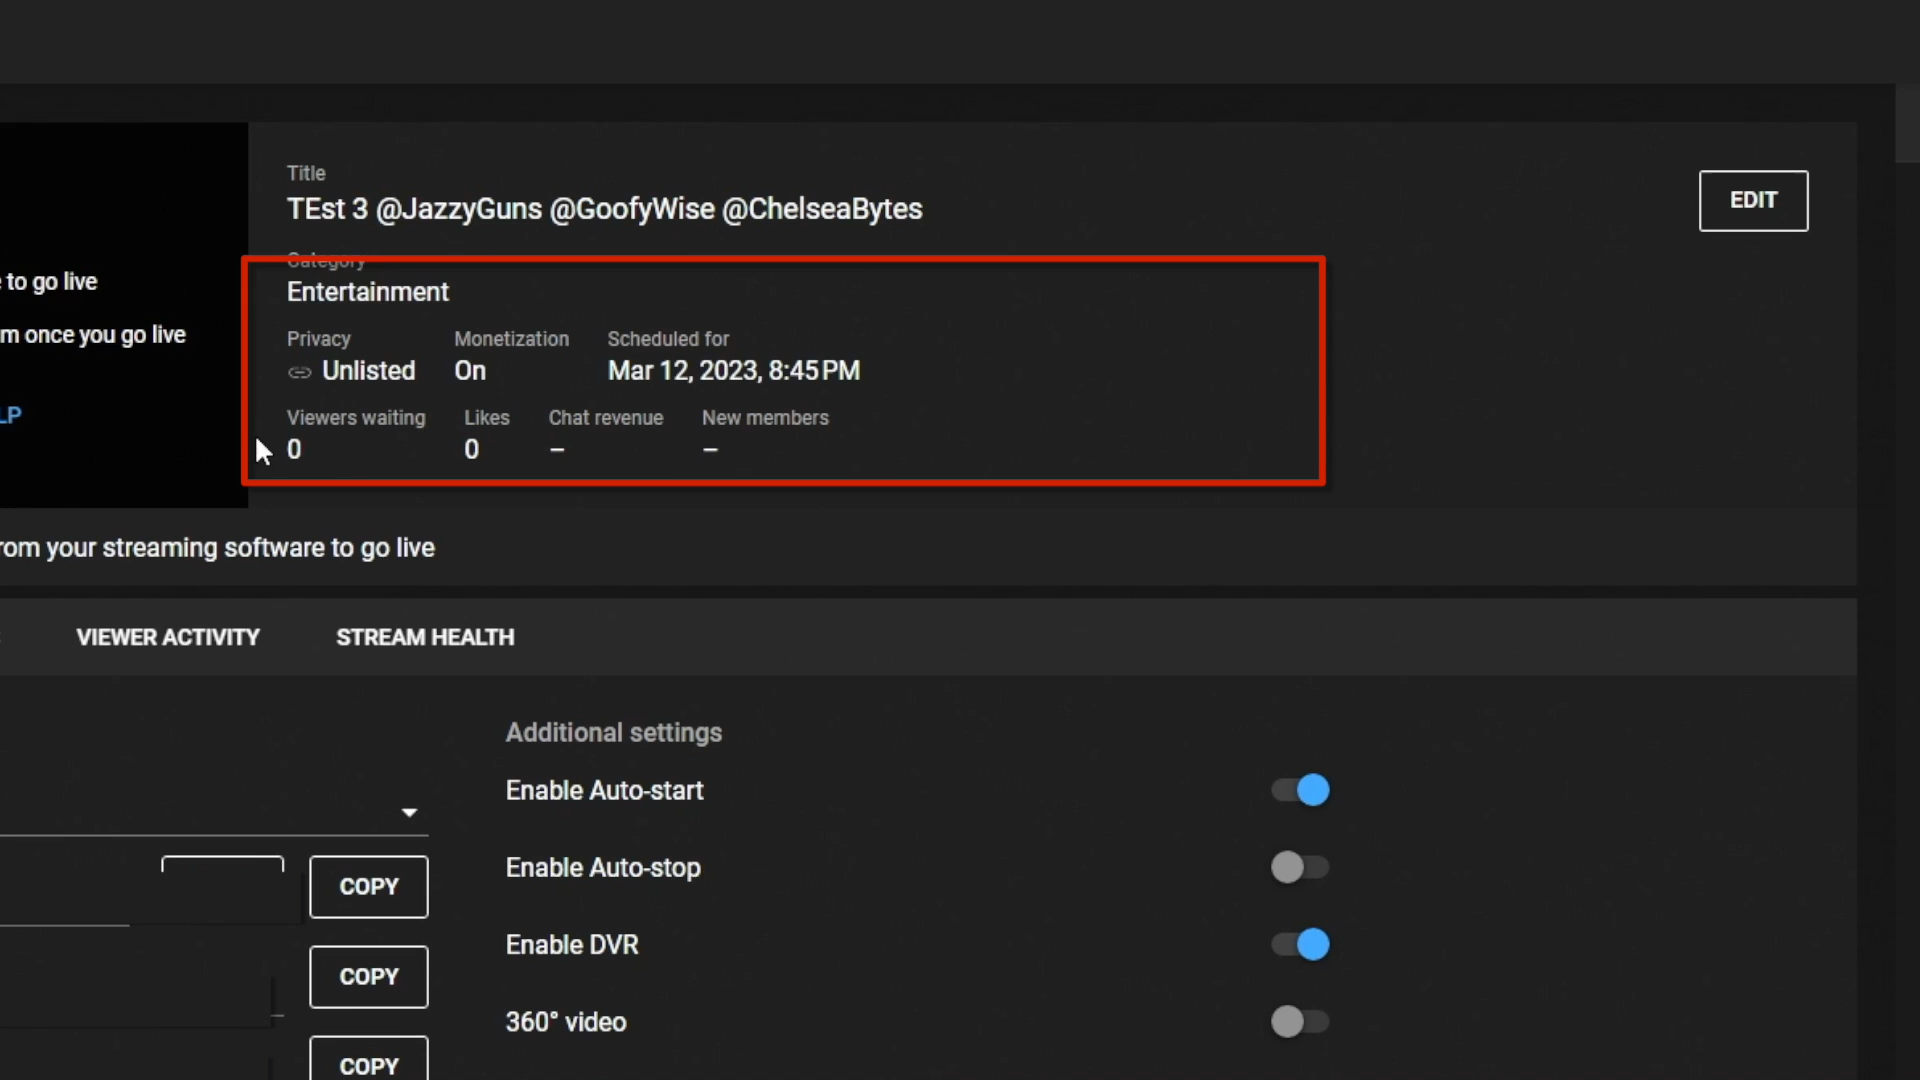 Title
TEst 3 @JazzyGuns @GoofyWise @ChelseaBytes
EDIT
Category
Entertainment
to go live
Privacy Monetization Scheduled for
m once you go live
Unlisted On Mar 12, 2023, 8:45 PM
LP
Viewers waiting Likes Chat revenue New members
0 0 – –
rom your streaming software to go live
VIEWER ACTIVITY STREAM HEALTH
Additional settings
Enable Auto-start
Enable Auto-stop
COPY
Enable DVR
COPY
360° video
COPY